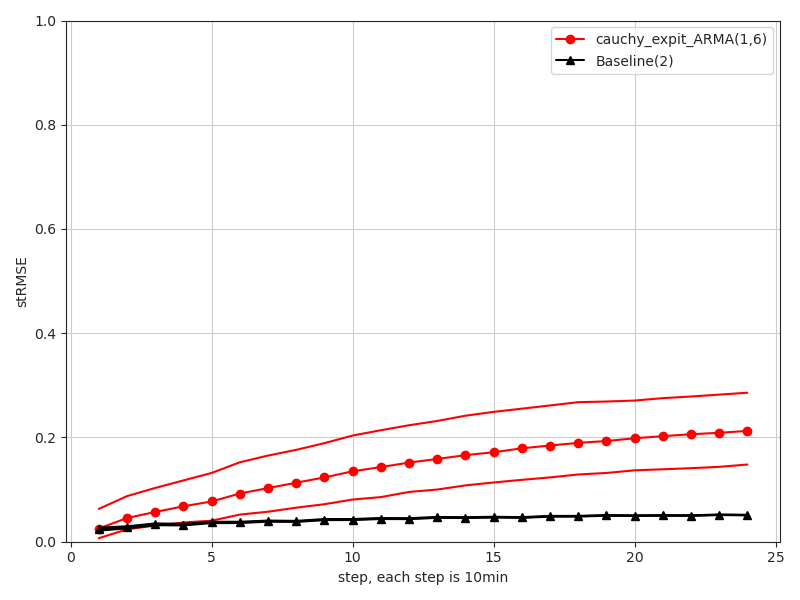 cauchy_expit_ARMA(1,6)
Baseline(2)
stRMSE
1.0
0.8
0.6
0.4
0.2
0.0
0 5 10 15 20 25
step, each step is 10min